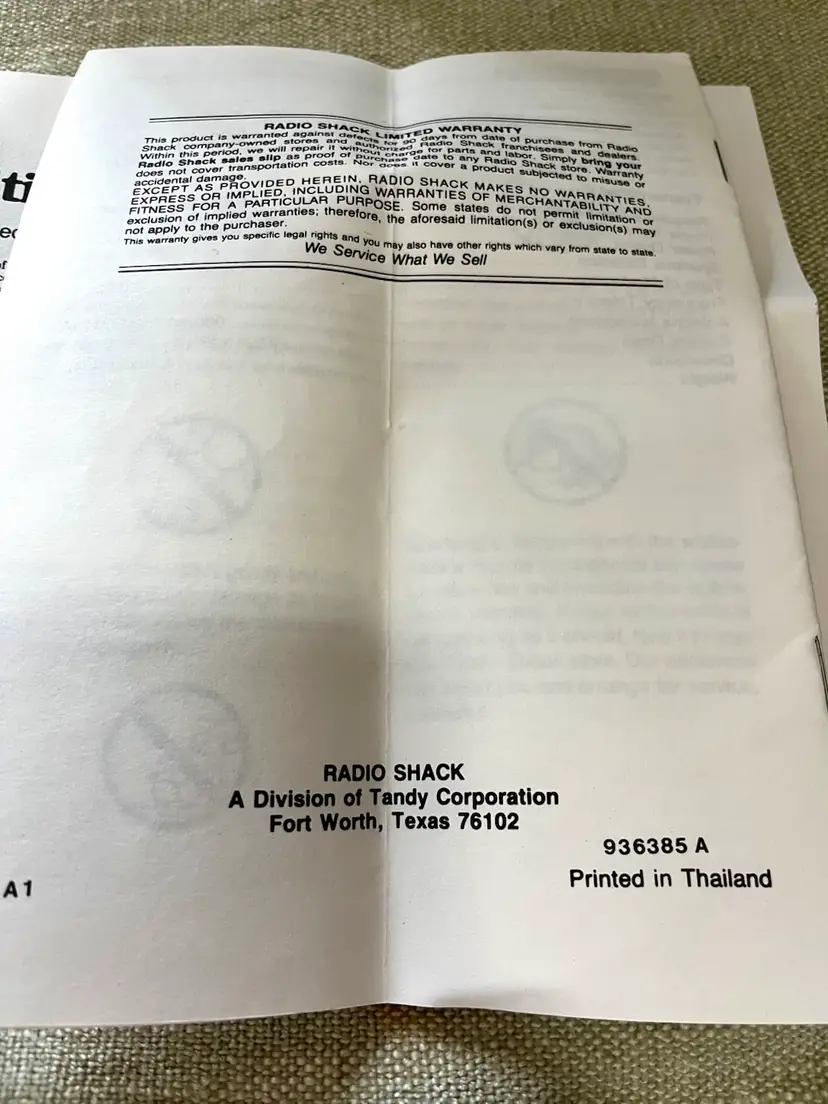 RADIO SHACK LIMITED WARRANTY
This product is warranted against defects for 90 days from date of purchase from Radio
Shack company-owned stores and authorized Radio Shack franchisees and dealers.
Within this period, we will repair it without charge for parts and labor. Simply bring your
Radio Shack sales slip as proof of purchase date to any Radio Shack store. Warranty
does not cover transportation costs. Nor does it cover a product subjected to misuse or
accidental damage.
EXCEPT AS PROVIDED HEREIN, RADIO SHACK MAKES NO WARRANTIES,
EXPRESS OR IMPLIED, INCLUDING WARRANTIES OF MERCHANTABILITY AND
FITNESS FOR A PARTICULAR PURPOSE. Some states do not permit limitation or
exclusion of implied warranties; therefore, the aforesaid limitation(s) or exclusion(s) may
not apply to the purchaser.
This warranty gives you specific legal rights and you may also have other rights which vary from state to state.
We Service What We Sell
RADIO SHACK
A Division of Tandy Corporation
Fort Worth, Texas 76102
936385 A
Printed in Thailand
A1